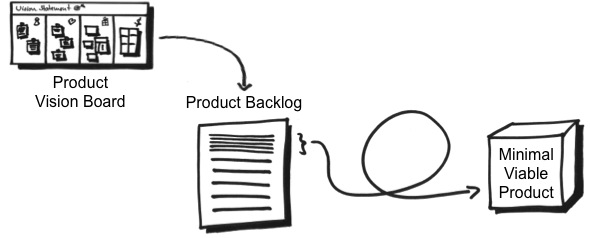 Vision Statement
Product
Vision Board
Product Backlog
Minimal
Viable
Product